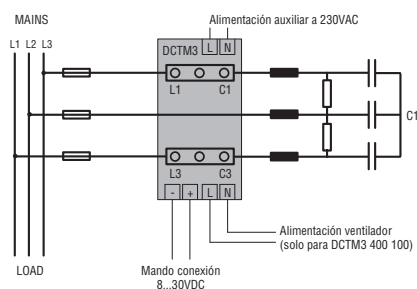 MAINS
Alimentación auxiliar a 230VAC
L1 L2 L3
DCTM3 L N
L1 C1
C1
L3 C3
- + L N
Alimentación ventilador
(solo para DCTM3 400 100)
LOAD
Mando conexión
8...30VDC